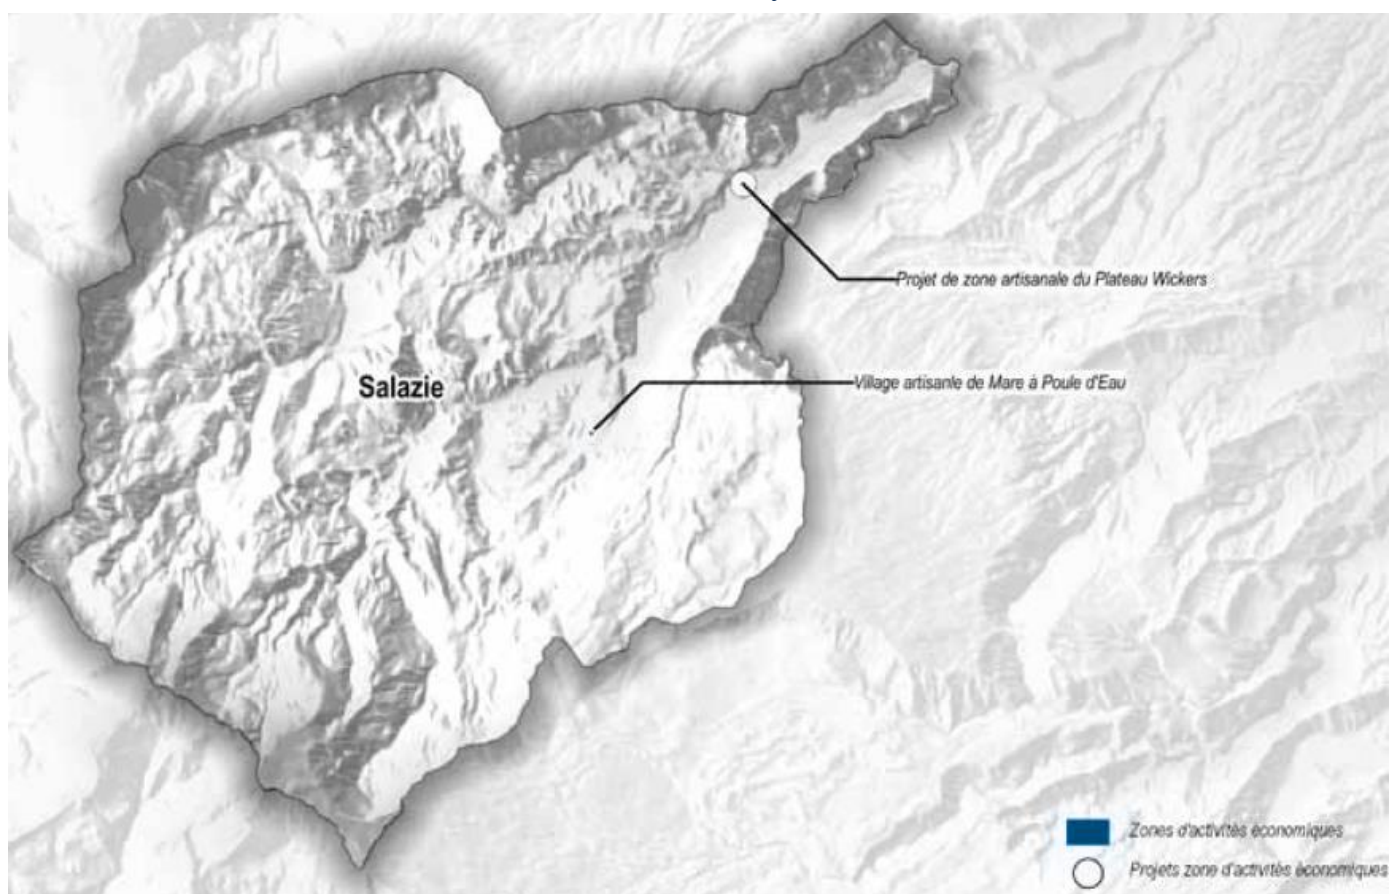 Projet de zone artisanale du Plateau Wickers
Village artisanle de Mare à Poule d'Eau
Salazie
Zones d'activités économiques
Projets zone d'activités économiques